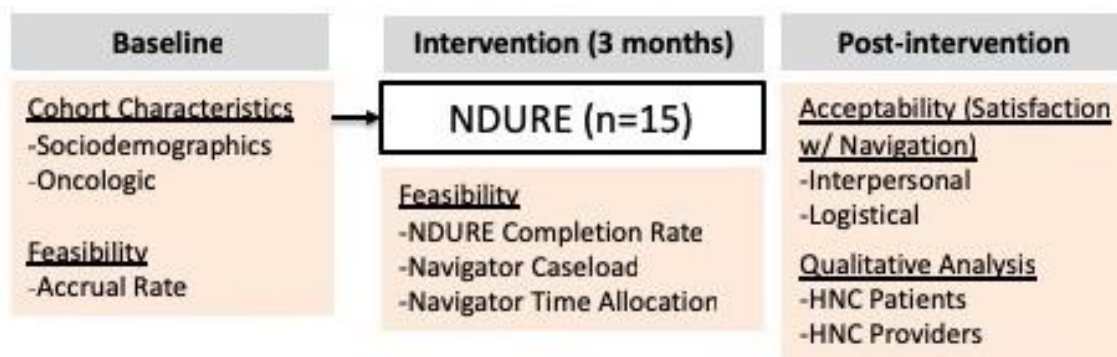 Baseline
Cohort Characteristics
-Sociodemographics
-Oncologic
Feasibility
-Accrual Rate
Intervention (3 months)
NDURE (n=15)
Feasibility
-NDURE Completion Rate
-Navigator Caseload
-Navigator Time Allocation
Post-intervention
Acceptability (Satisfaction
w/ Navigation)
-Interpersonal
-Logistical
Qualitative Analysis
-HNC Patients
-HNC Providers